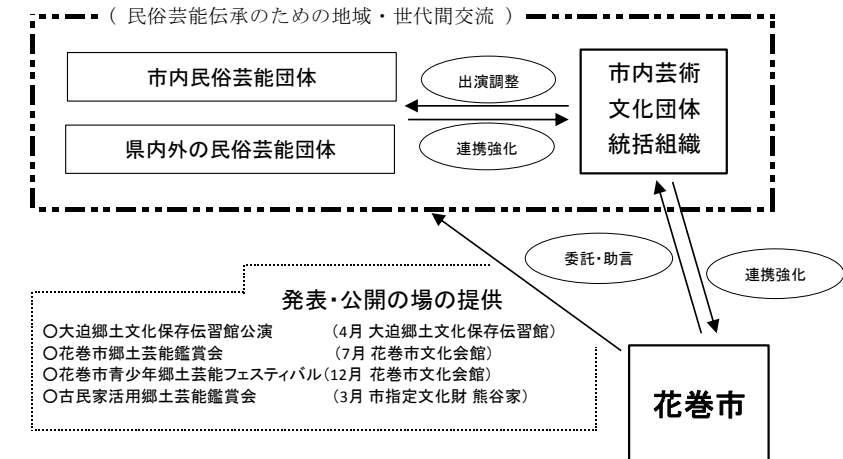 ( 民俗芸能伝承のための地域・世代間交流 )
市内民俗芸能団体
県内外の民俗芸能団体
出演調整
連携強化
市内芸術
文化団体
統括組織
委託・助言
連携強化
発表・公開の場の提供
○大迫郷土文化保存伝習館公演 (4月 大迫郷土文化保存伝習館)
○花巻市郷土芸能鑑賞会 (7月 花巻市文化会館)
○花巻市青少年郷土芸能フェスティバル(12月 花巻市文化会館)
○古民家活用郷土芸能鑑賞会 (3月 市指定文化財 熊谷家)
花巻市